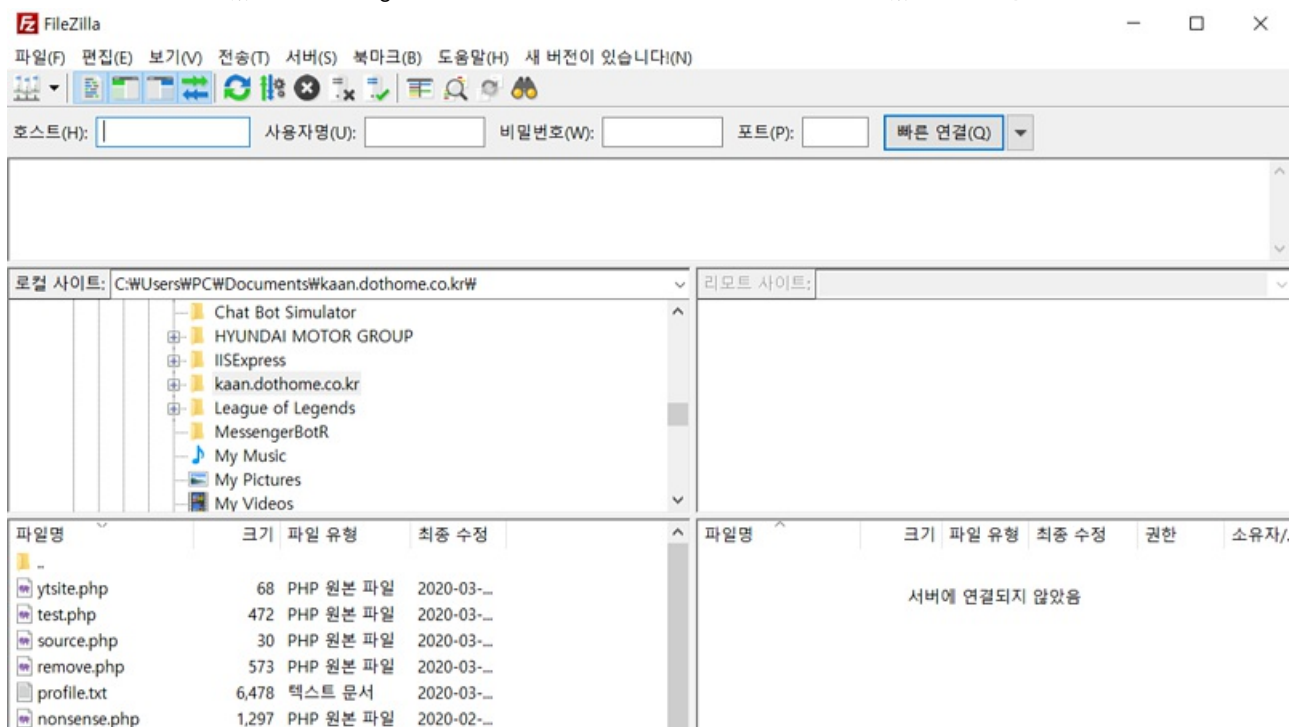 FileZilla
파일(F) 편집(E) 보기(V) 전송(T) 서버(S) 북마크(B) 도움말(H) 새 버전이 있습니다!(N)
호스트(H): 사용자명(U): 비밀번호(W): 포트(P): 빠른 연결(Q)
로컬 사이트: C:₩Users₩PC₩Documents₩kaan.dothome.co.kr₩ 리모트 사이트:
Chat Bot Simulator
HYUNDAI MOTOR GROUP
IISExpress
kaan.dothome.co.kr
League of Legends
MessengerBotR
My Music
My Pictures
My Videos
파일명 크기 파일 유형 최종 수정 파일명 크기 파일 유형 최종 수정 권한 소유자/.
..
ytsite.php 68 PHP 원본 파일 2020-03-...
서버에 연결되지 않았음
test.php 472 PHP 원본 파일 2020-03-...
source.php 30 PHP 원본 파일 2020-03-...
remove.php 573 PHP 원본 파일 2020-03-...
profile.txt 6,478 텍스트 문서 2020-03-...
nonsense.php 1,297 PHP 원본 파일 2020-02-...